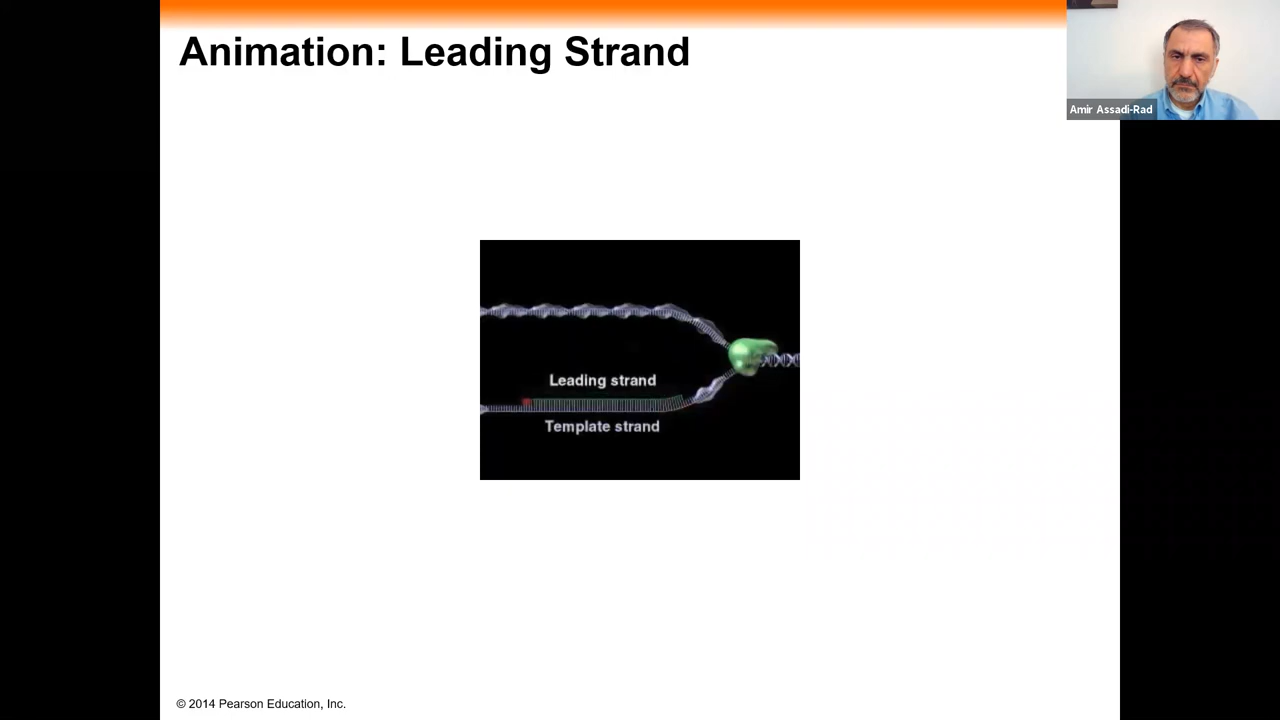 Animation: Leading Strand
Amir Assadi-Rad
Leading strand
Template strand
© 2014 Pearson Education, Inc.